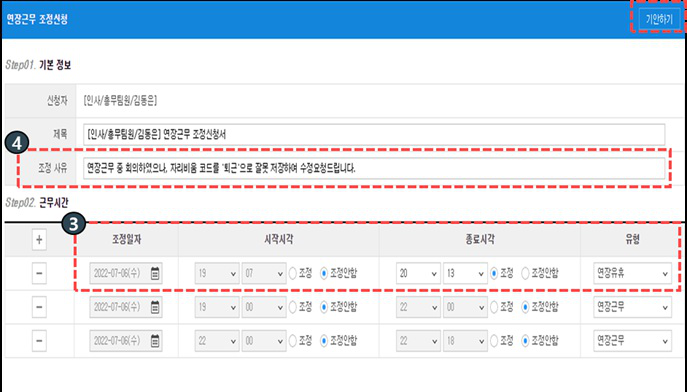 연장근무 조정신청 기안하기
Step01. 기본 정보
신청자 [인사/총무팀원/김동은]
제목 [인사/총무팀원/김동은] 연장근무 조정신청서
4
조정 사유 연장근무 중 회의하였으나, 자리비움 코드를 '퇴근'으로 잘못 저장하여 수정요청드립니다.
Step02. 근무시간
3
+ 조정일자 시작시각 종료시각 유형
- 2022-07-06(수) 19 07 조정 조정안함 20 13 조정 조정안함 연장유휴
- 2022-07-06(수) 19 00 조정 조정안함 22 00 조정 조정안함 연장근무
- 2022-07-06(수) 22 00 조정 조정안함 22 18 조정 조정안함 연장근무